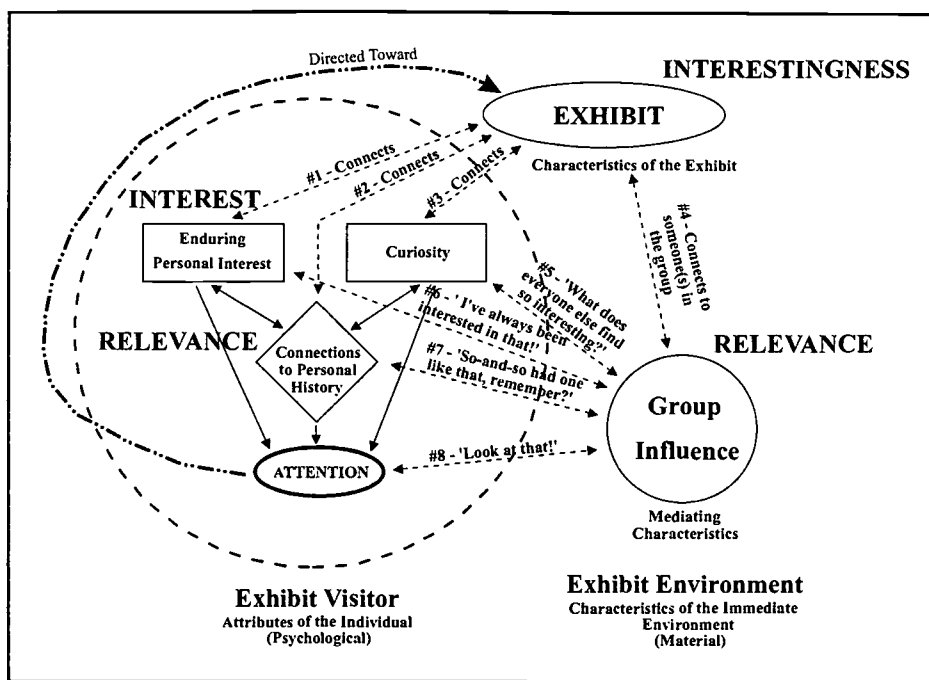 Directed Toward
INTERESTINGNESS
EXHIBIT
Characteristics of the Exhibit
#1 - Connects
#2 - Connects
#3 - Connects
#4 - Connects to
someone(s) in
the group
INTEREST
Enduring
Personal Interest
Curiosity
#5 - 'What does
everyone else find
so interesting?'
#6 - 'I've always been
interested in that!'
RELEVANCE
Connections
to Personal
History
#7 - 'So-and-so had one
like that, remember?'
RELEVANCE
Group
Influence
#8 - 'Look at that!'
ATTENTION
Mediating
Characteristics
Exhibit Visitor
Attributes of the Individual
(Psychological)
Exhibit Environment
Characteristics of the Immediate
Environment
(Material)